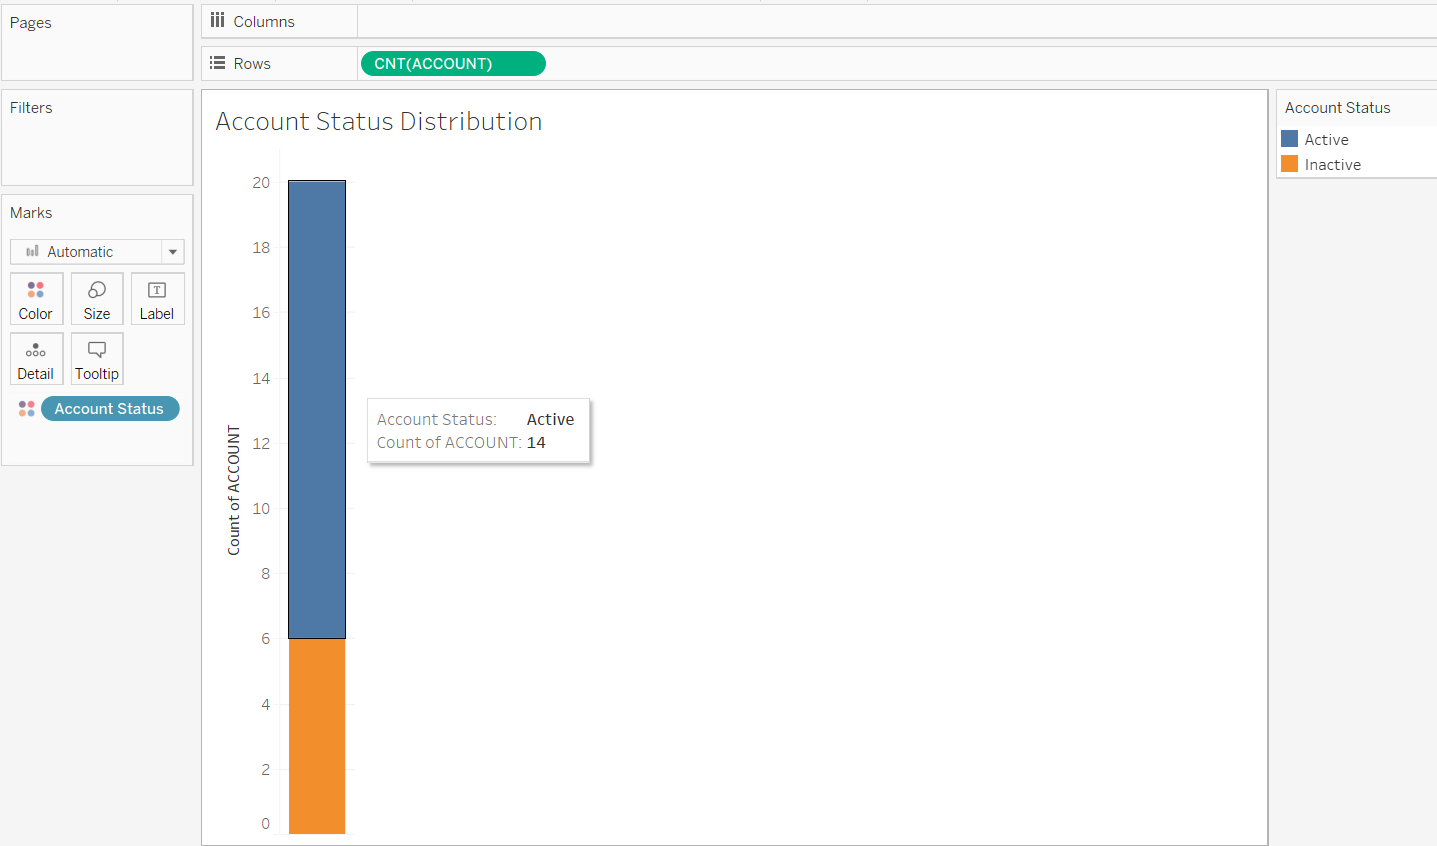 Pages
Columns
Rows
CNT(ACCOUNT)
Filters
Marks
Automatic
Color
Size
Label
Detail
Tooltip
Account Status
Account Status Distribution
20
18
16
14
12
10
8
6
4
2
0
Count of ACCOUNT
Account Status: Active
Count of ACCOUNT: 14
Account Status
Active
Inactive